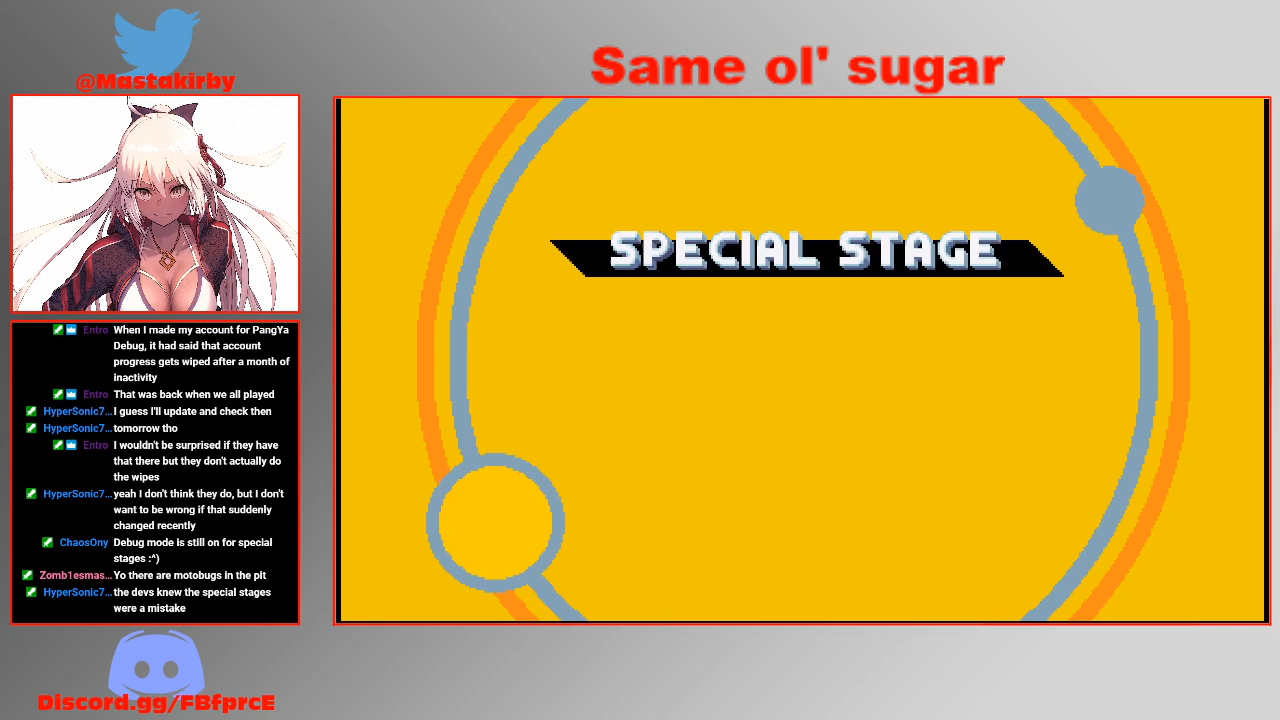 @Mastakirby
Same ol' sugar
SPECIAL STAGE
Entro When I made my account for PangYa
Debug, it had said that account
progress gets wiped after a month of
inactivity
Entro That was back when we all played
HyperSonic7... I guess I'll update and check then
HyperSonic7... tomorrow tho
Entro I wouldn't be surprised if they have
that there but they don't actually do
the wipes
HyperSonic7... yeah I don't think they do, but I don't
want to be wrong if that suddenly
changed recently
ChaosOny Debug mode is still on for special
stages :^)
Zomb1esmas... Yo there are motobugs in the pit
HyperSonic7... the devs knew the special stages
were a mistake
Discord.gg/FBfprcE